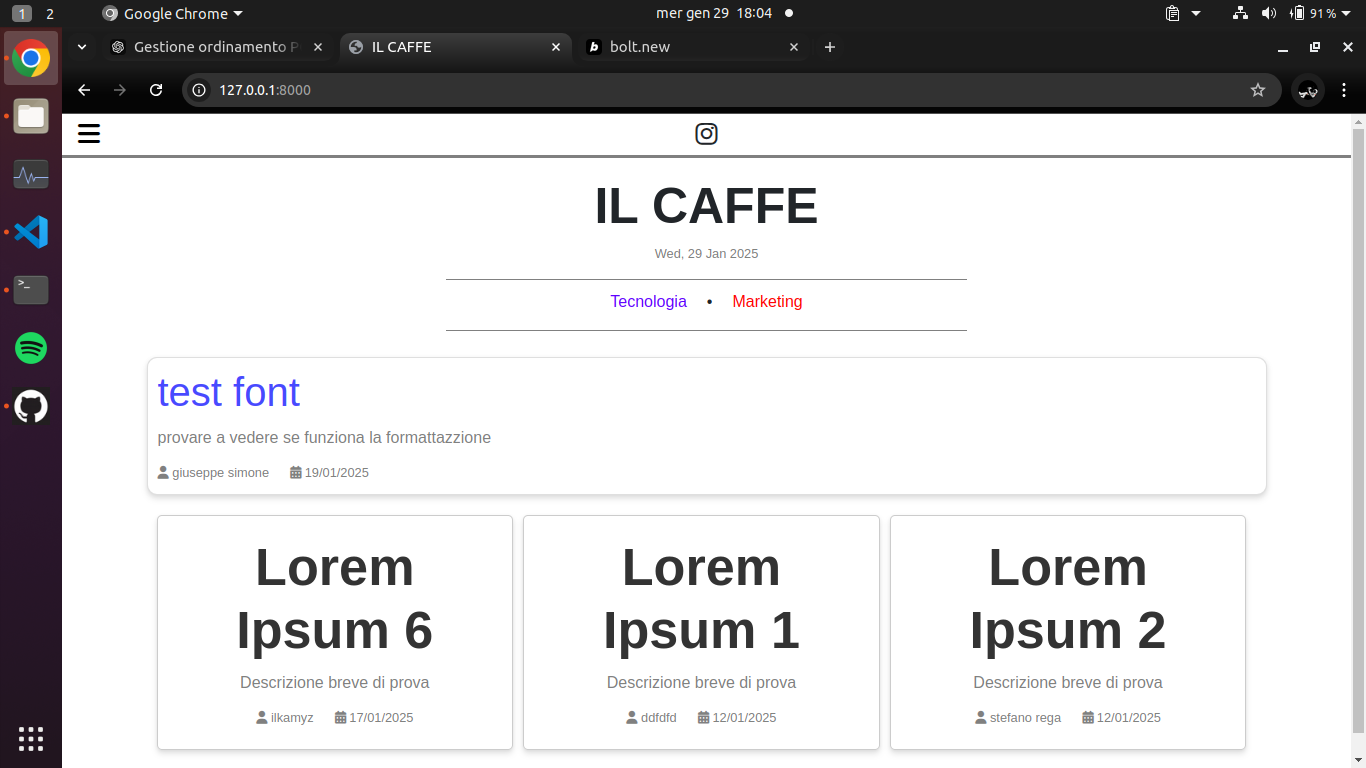 1 2 Google Chrome mer gen 29 18:04 91 %
Gestione ordinamento P IL CAFFE bolt.new
127.0.0.1:8000
IL CAFFE
Wed, 29 Jan 2025
Tecnologia • Marketing
test font
provare a vedere se funziona la formattazzione
giuseppe simone 19/01/2025
Lorem
Ipsum 6
Descrizione breve di prova
ilkamyz 17/01/2025
Lorem
Ipsum 1
Descrizione breve di prova
ddfdfd 12/01/2025
Lorem
Ipsum 2
Descrizione breve di prova
stefano rega 12/01/2025